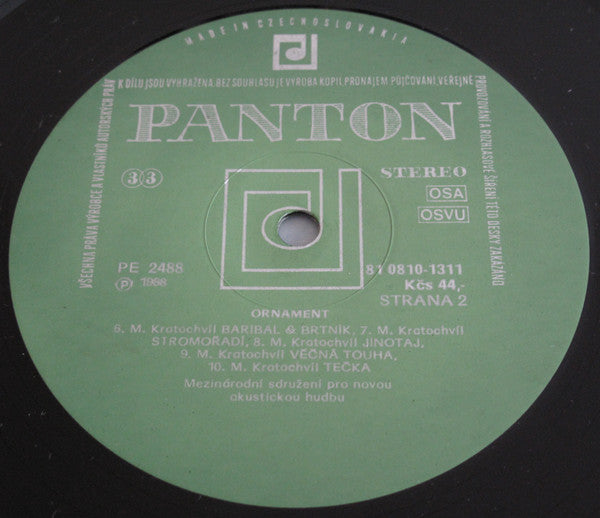 MADE IN CZECHOSLOVAKIA
VŠECHNA PRÁVA VÝROBCE A VLASTNÍKŮ AUTORSKÝCH PRÁV
K DÍLU JSOU VYHRAŽENA. BEZ SOUHLASU JE VÝROBA KOPIÍ, PRONÁJEM, PŮJČOVÁNÍ, VEŘEJNÉ
PROVOZOVÁNÍ A ROZHLASOVÉ ŠÍŘENÍ TÉTO DESKY ZAKÁZÁNO
PANTON
33
STEREO
OSA
OSVU
PE 2488
81 0810-1311
Ⓟ 1988
Kčs 44,-
STRANA 2
ORNAMENT
6. M. Kratochvíl BARIBAL & BRTNÍK, 7. M. Kratochvíl
STROMOŘADÍ, 8. M. Kratochvíl JINOTAJ,
9. M. Kratochvíl VĚČNÁ TOUHA,
10. M. Kratochvíl TEČKA
Mezinárodní sdružení pro novou
akustickou hudbu